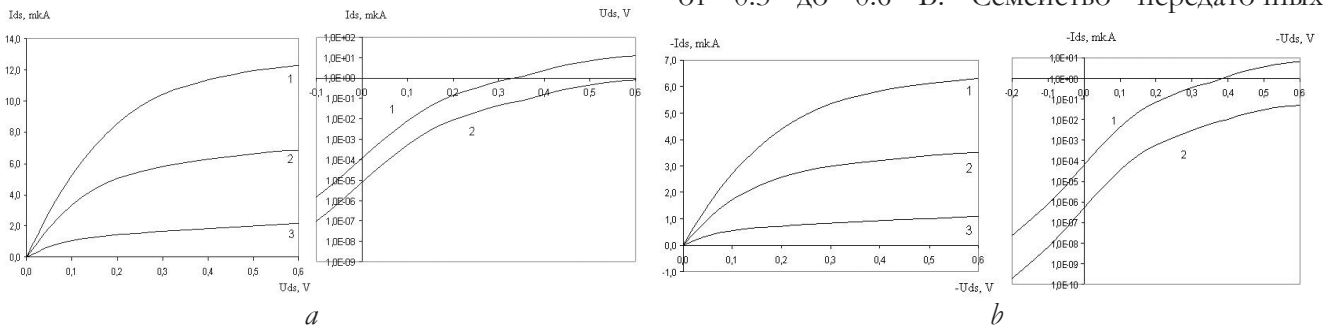 от 0.3 до 0.6 В. Семейство передаточных
Ids, mkA
14,0
12,0
10,0
8,0
6,0
4,0
2,0
0,0
0,0 0,1 0,2 0,3 0,4 0,5 0,6
Uds, V
1
2
3
Ids, mkA
Uds, V
1,0E+02
1,0E+01
1,0E+00
1,0E-01
1,0E-02
1,0E-03
1,0E-04
1,0E-05
1,0E-06
1,0E-07
1,0E-08
1,0E-09
-0,1 0,0 0,1 0,2 0,3 0,4 0,5 0,6
1
2
a
-Ids, mkA
7,0
6,0
5,0
4,0
3,0
2,0
1,0
0,0
-1,0
0,0 0,1 0,2 0,3 0,4 0,5 0,6
-Uds, V
1
2
3
-Ids, mkA
-Uds, V
1,0E+01
1,0E+00
1,0E-01
1,0E-02
1,0E-03
1,0E-04
1,0E-05
1,0E-06
1,0E-07
1,0E-08
1,0E-09
1,0E-10
-0,2 -0,1 0,0 0,1 0,2 0,3 0,4 0,5 0,6
1
2
b